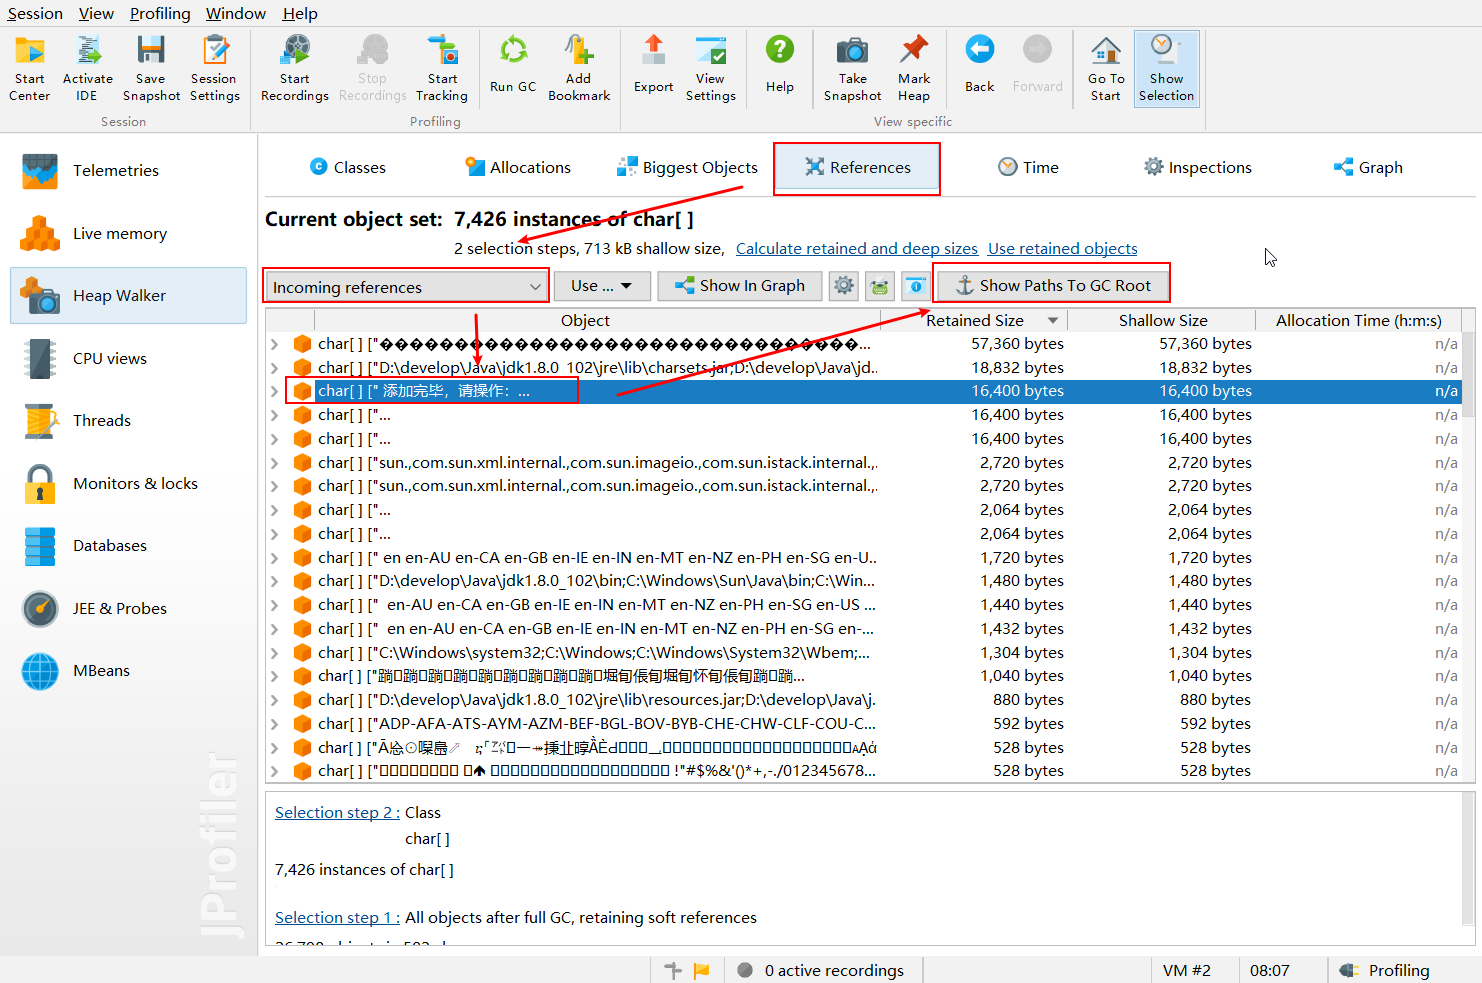 Session View Profiling Window Help
Start Center
Activate IDE
Save Snapshot
Session Settings
Start Recordings
Stop Recordings
Start Tracking
Run GC
Add Bookmark
Export
View Settings
Help
Take Snapshot
Mark Heap
Back
Forward
Go To Start
Show Selection
Session
Profiling
View specific
Telemetries
Live memory
Heap Walker
CPU views
Threads
Monitors & locks
Databases
JEE & Probes
MBeans
JProfiler
Classes Allocations Biggest Objects References Time Inspections Graph
Current object set: 7,426 instances of char[ ]
2 selection steps, 713 kB shallow size, Calculate retained and deep sizes Use retained objects
Incoming references Use ... Show In Graph Show Paths To GC Root
Object Retained Size Shallow Size Allocation Time (h:m:s)
char[ ] ["��������������������������������... 57,360 bytes 57,360 bytes n/a
char[ ] ["D:\develop\Java\jdk1.8.0_102\jre\lib\charsets.jar;D:\develop\Java\jd.. 18,832 bytes 18,832 bytes n/a
char[ ] [" 添加完毕，请操作：... 16,400 bytes 16,400 bytes n/a
char[ ] ["... 16,400 bytes 16,400 bytes n/a
char[ ] ["... 16,400 bytes 16,400 bytes n/a
char[ ] ["sun.,com.sun.xml.internal.,com.sun.imageio.,com.sun.istack.internal.,. 2,720 bytes 2,720 bytes n/a
char[ ] ["sun.,com.sun.xml.internal.,com.sun.imageio.,com.sun.istack.internal.,. 2,720 bytes 2,720 bytes n/a
char[ ] ["... 2,064 bytes 2,064 bytes n/a
char[ ] ["... 2,064 bytes 2,064 bytes n/a
char[ ] [" en en-AU en-CA en-GB en-IE en-IN en-MT en-NZ en-PH en-SG en-U... 1,720 bytes 1,720 bytes n/a
char[ ] ["D:\develop\Java\jdk1.8.0_102\bin;C:\Windows\Sun\Java\bin;C:\Win... 1,480 bytes 1,480 bytes n/a
char[ ] [" en-AU en-CA en-GB en-IE en-IN en-MT en-NZ en-PH en-SG en-US ... 1,440 bytes 1,440 bytes n/a
char[ ] [" en en-AU en-CA en-GB en-IE en-IN en-MT en-NZ en-PH en-SG en-... 1,432 bytes 1,432 bytes n/a
char[ ] ["C:\Windows\system32;C:\Windows;C:\Windows\System32\Wbem;... 1,304 bytes 1,304 bytes n/a
char[ ] [" 1,040 bytes 1,040 bytes n/a
char[ ] ["D:\develop\Java\jdk1.8.0_102\jre\lib\resources.jar;D:\develop\Java\j. 880 bytes 880 bytes n/a
char[ ] ["ADP-AFA-ATS-AYM-AZM-BEF-BGL-BOV-BYB-CHE-CHW-CLF-COU-C... 592 bytes 592 bytes n/a
char[ ] [" 528 bytes 528 bytes n/a
char[ ] [" !"#$%&'()*+,-./012345678... 528 bytes 528 bytes n/a
Selection step 2 : Class
char[ ]
7,426 instances of char[ ]
Selection step 1 : All objects after full GC, retaining soft references
0 active recordings VM #2 08:07 Profiling